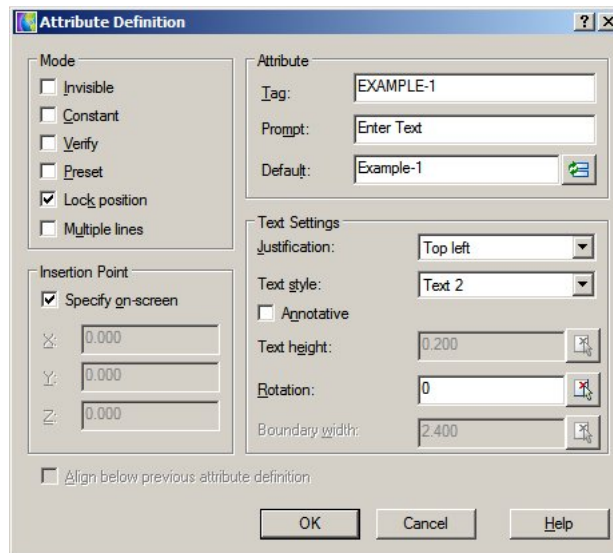 Attribute Definition
Mode
Invisible
Constant
Verify
Preset
Lock position
Multiple lines
Attribute
Tag: EXAMPLE-1
Prompt: Enter Text
Default: Example-1
Insertion Point
Specify on-screen
X: 0.000
Y: 0.000
Z: 0.000
Text Settings
Justification: Top left
Text style: Text 2
Annotative
Text height: 0.200
Rotation: 0
Boundary width: 2.400
Align below previous attribute definition
OK Cancel Help